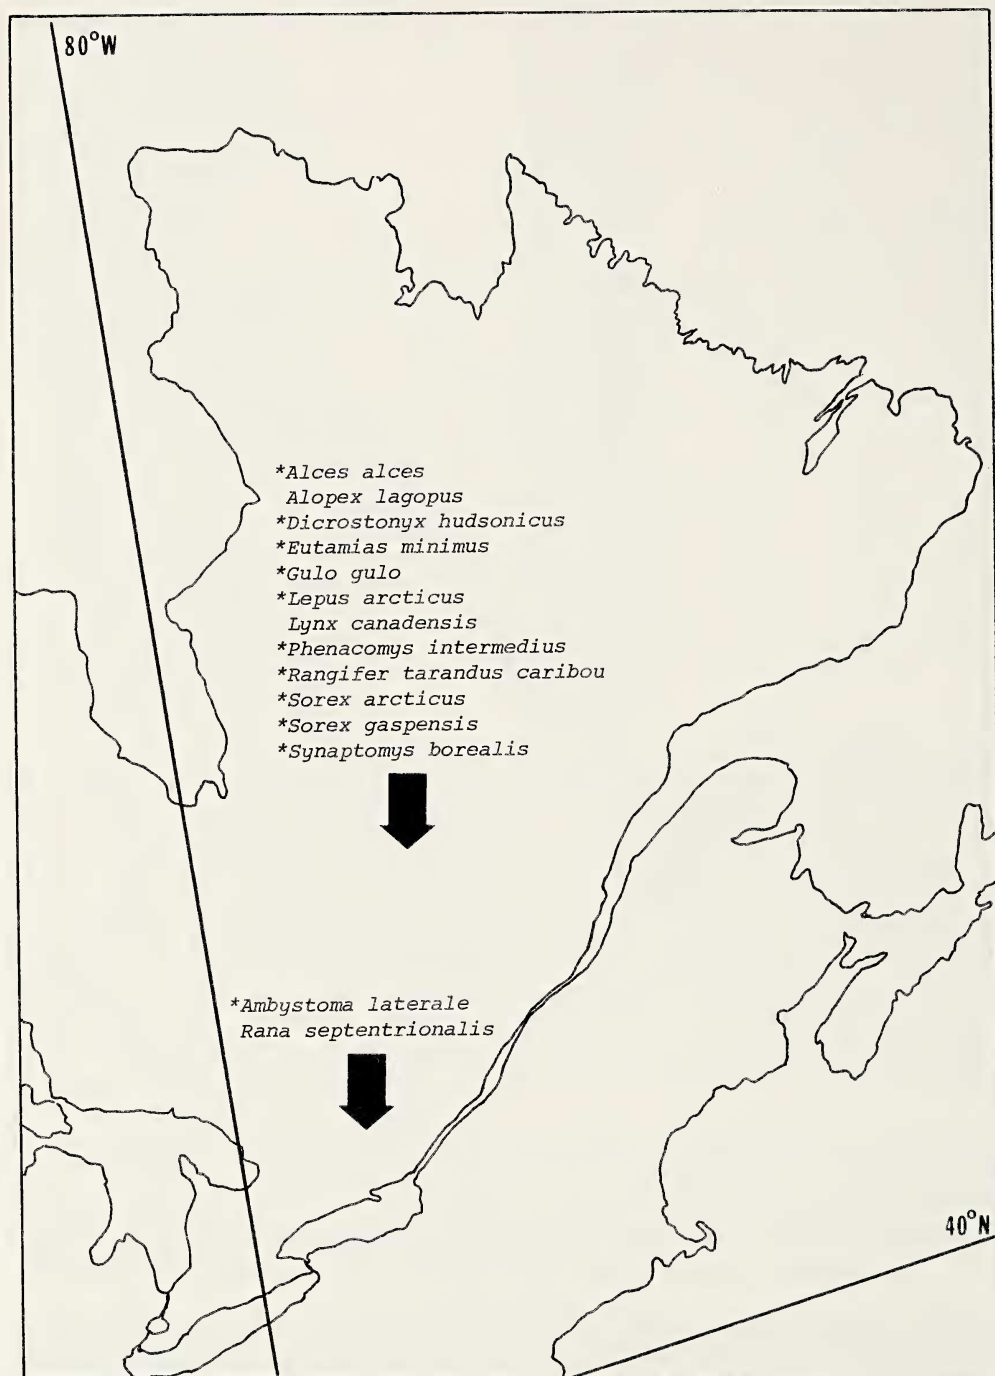 80°W
*Alces alces
Alopex lagopus
*Dicrostonyx hudsonicus
*Eutamias minimus
*Gulo gulo
*Lepus arcticus
Lynx canadensis
*Phenacomys intermedius
*Rangifer tarandus caribou
*Sorex arcticus
*Sorex gaspensis
*Synaptomys borealis
*Ambystoma laterale
Rana septentrionalis
40°N